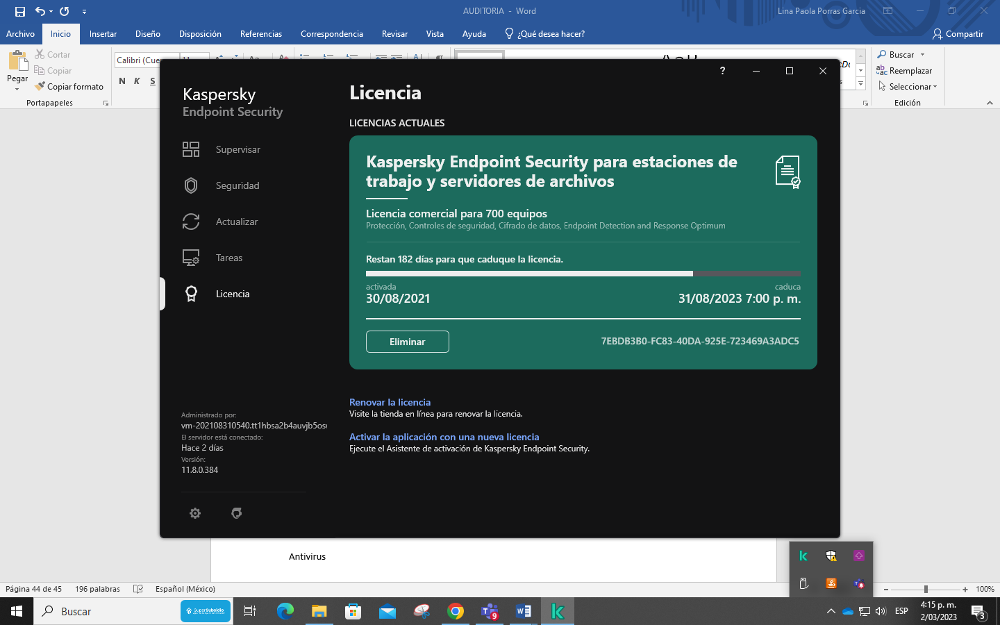 AUDITORIA - Word
Lina Paola Porras Garcia
Archivo Inicio Insertar Diseño Disposición Referencias Correspondencia Revisar Vista Ayuda ¿Qué desea hacer? Compartir
Pegar
Cortar
Copiar
Copiar formato
Portapapeles
Calibri (Cue
11
N K S
Buscar
Reemplazar
Seleccionar
Edición
Kaspersky
Endpoint Security
Supervisar
Seguridad
Actualizar
Tareas
Licencia
Administrado por:
vm-202108310540.tt1hbsa2b4auvjb5osv
El servidor está conectado:
Hace 2 días
Versión:
11.8.0.384
?
Licencia
LICENCIAS ACTUALES
Kaspersky Endpoint Security para estaciones de
trabajo y servidores de archivos
Licencia comercial para 700 equipos
Protección, Controles de seguridad, Cifrado de datos, Endpoint Detection and Response Optimum
Restan 182 días para que caduque la licencia.
activada caduca
30/08/2021 31/08/2023 7:00 p. m.
Eliminar 7EBDB3B0-FC83-40DA-925E-723469A3ADC5
Renovar la licencia
Visite la tienda en línea para renovar la licencia.
Activar la aplicación con una nueva licencia
Ejecute el Asistente de activación de Kaspersky Endpoint Security.
Antivirus
Página 44 de 45 196 palabras Español (México) 100%
Buscar
SuperSubsidio
9
ESP
4:15 p. m.
2/03/2023
3